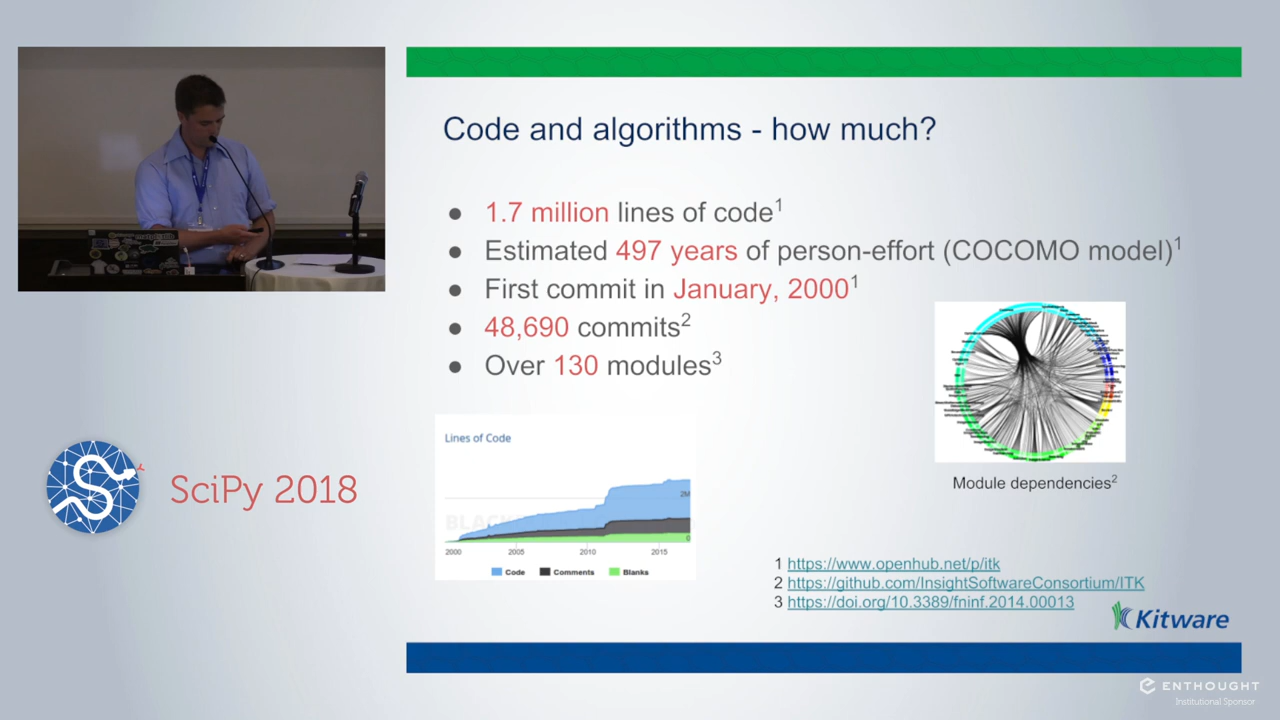 Code and algorithms - how much?
● 1.7 million lines of code1
● Estimated 497 years of person-effort (COCOMO model)1
● First commit in January, 20001
● 48,690 commits2
● Over 130 modules3
Lines of Code
2M
0
2000 2005 2010 2015
Code Comments Blanks
Module dependencies2
SciPy 2018
1 https://www.openhub.net/p/itk
2 https://github.com/InsightSoftwareConsortium/ITK
3 https://doi.org/10.3389/fninf.2014.00013
Kitware
ENTHOUGHT
Institutional Sponsor